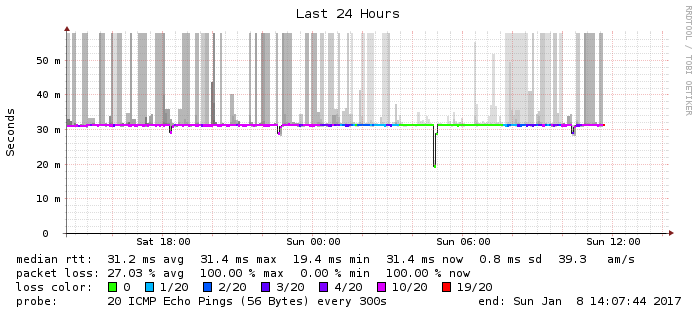 Last 24 Hours
RRDTOOL / TOBI OETIKER
Seconds
50 m
40 m
30 m
20 m
10 m
0
Sat 18:00 Sun 00:00 Sun 06:00 Sun 12:00
median rtt: 31.2 ms avg 31.4 ms max 19.4 ms min 31.4 ms now 0.8 ms sd 39.3 am/s
packet loss: 27.03 % avg 100.00 % max 0.00 % min 100.00 % now
loss color: 0 1/20 2/20 3/20 4/20 10/20 19/20
probe: 20 ICMP Echo Pings (56 Bytes) every 300s end: Sun Jan 8 14:07:44 2017